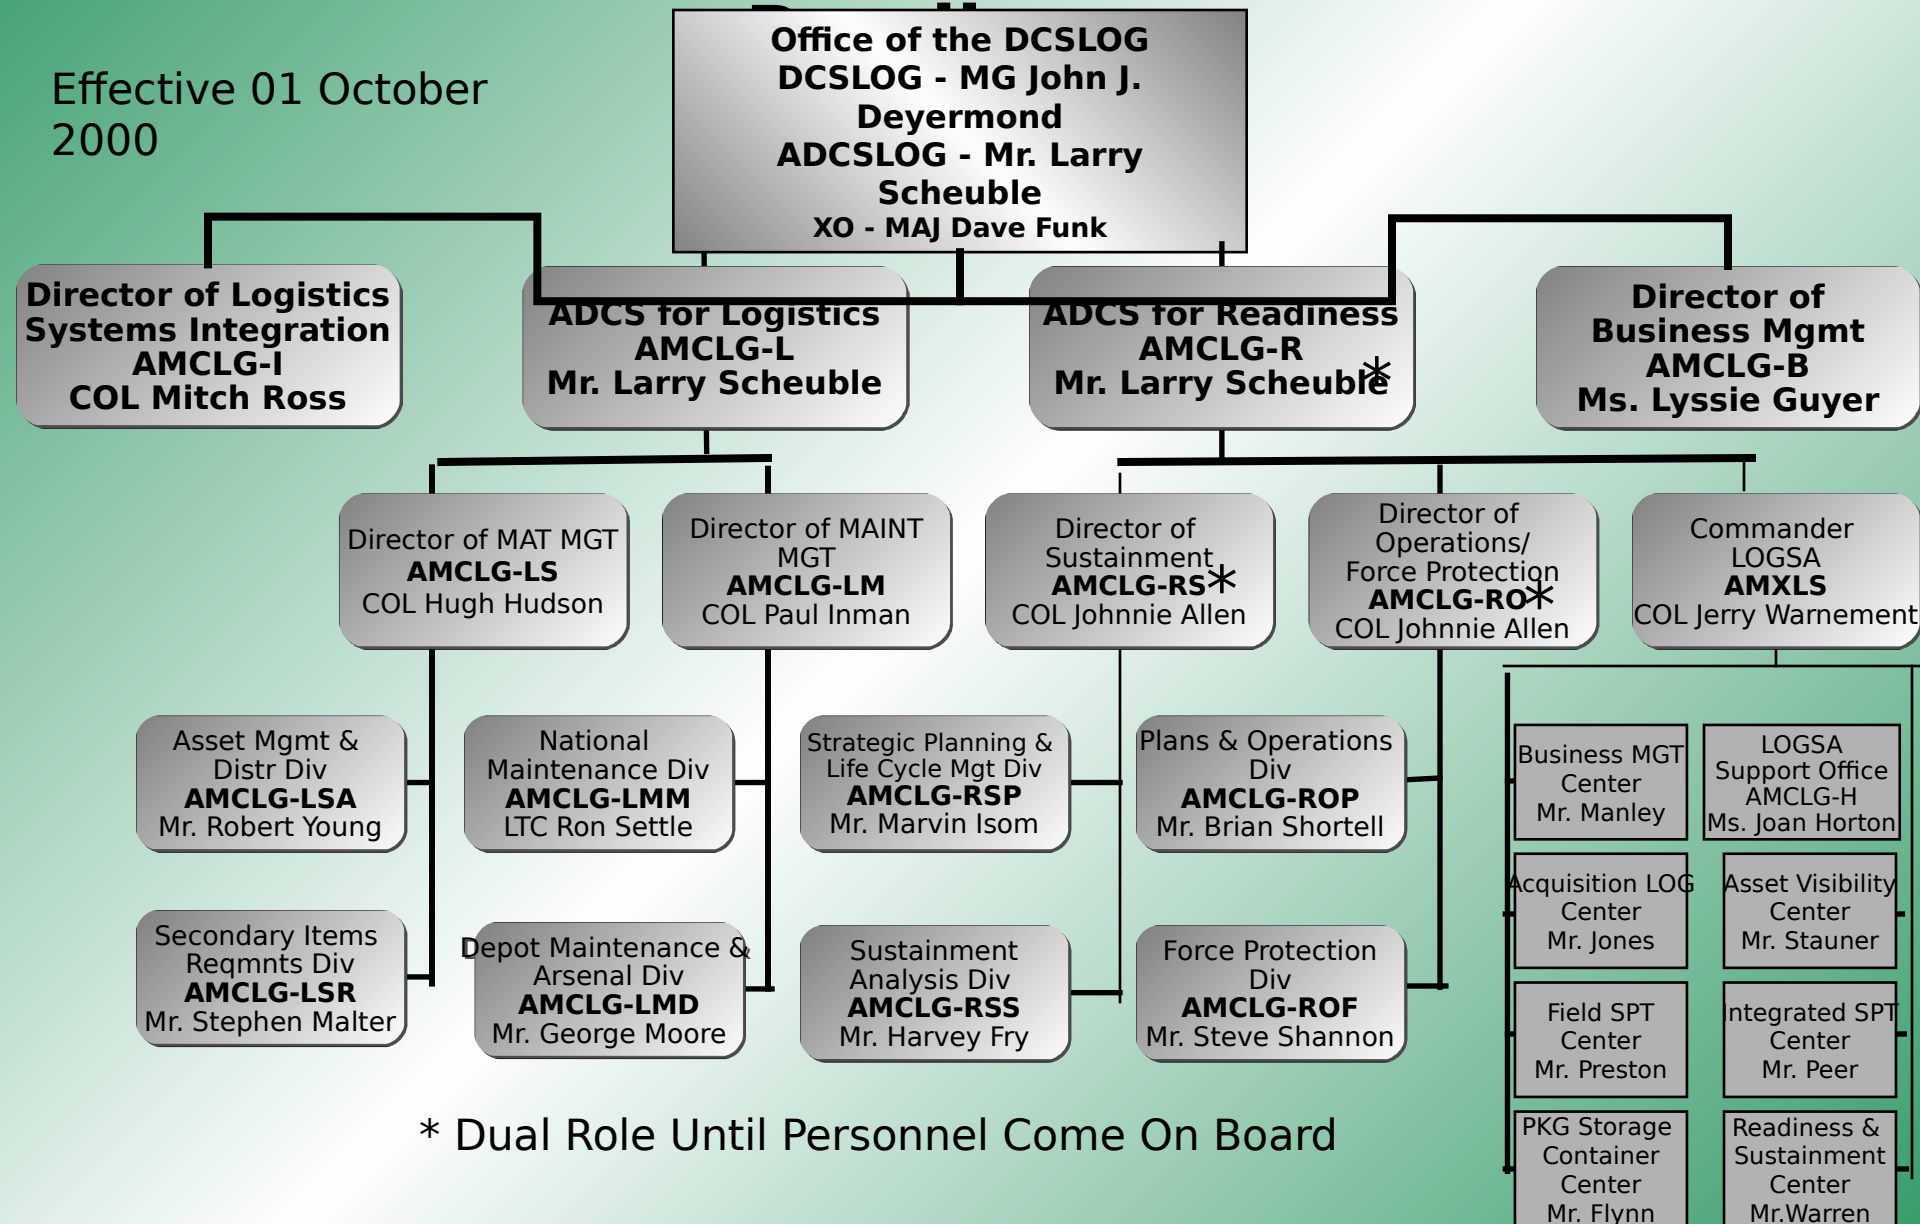 Office of the DCSLOG
DCSLOG - MG John J.
Deyermond
ADCSLOG - Mr. Larry
Scheuble
XO - MAJ Dave Funk
Effective 01 October
2000
Director of Logistics
Systems Integration
AMCLG-I
COL Mitch Ross
ADCS for Logistics
AMCLG-L
Mr. Larry Scheuble
ADCS for Readiness
AMCLG-R
Mr. Larry Scheuble
*
Director of
Business Mgmt
AMCLG-B
Ms. Lyssie Guyer
Director of MAT MGT
AMCLG-LS
COL Hugh Hudson
Director of MAINT
MGT
AMCLG-LM
COL Paul Inman
Director of
Sustainment
AMCLG-RS*
COL Johnnie Allen
Director of
Operations/
Force Protection
AMCLG-RO*
COL Johnnie Allen
Commander
LOGSA
AMXLS
COL Jerry Warnement
Asset Mgmt &
Distr Div
AMCLG-LSA
Mr. Robert Young
National
Maintenance Div
AMCLG-LMM
LTC Ron Settle
Strategic Planning &
Life Cycle Mgt Div
AMCLG-RSP
Mr. Marvin Isom
Plans & Operations
Div
AMCLG-ROP
Mr. Brian Shortell
Business MGT
Center
Mr. Manley
LOGSA
Support Office
AMCLG-H
Ms. Joan Horton
Acquisition LOG
Center
Mr. Jones
Asset Visibility
Center
Mr. Stauner
Secondary Items
Reqmnts Div
AMCLG-LSR
Mr. Stephen Malter
Depot Maintenance &
Arsenal Div
AMCLG-LMD
Mr. George Moore
Sustainment
Analysis Div
AMCLG-RSS
Mr. Harvey Fry
Force Protection
Div
AMCLG-ROF
Mr. Steve Shannon
Field SPT
Center
Mr. Preston
Integrated SPT
Center
Mr. Peer
PKG Storage
Container
Center
Mr. Flynn
Readiness &
Sustainment
Center
Mr.Warren
* Dual Role Until Personnel Come On Board